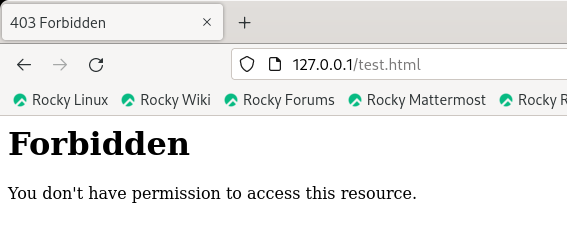 403 Forbidden
127.0.0.1/test.html
Rocky Linux Rocky Wiki Rocky Forums Rocky Mattermost Rocky R
Forbidden
You don't have permission to access this resource.